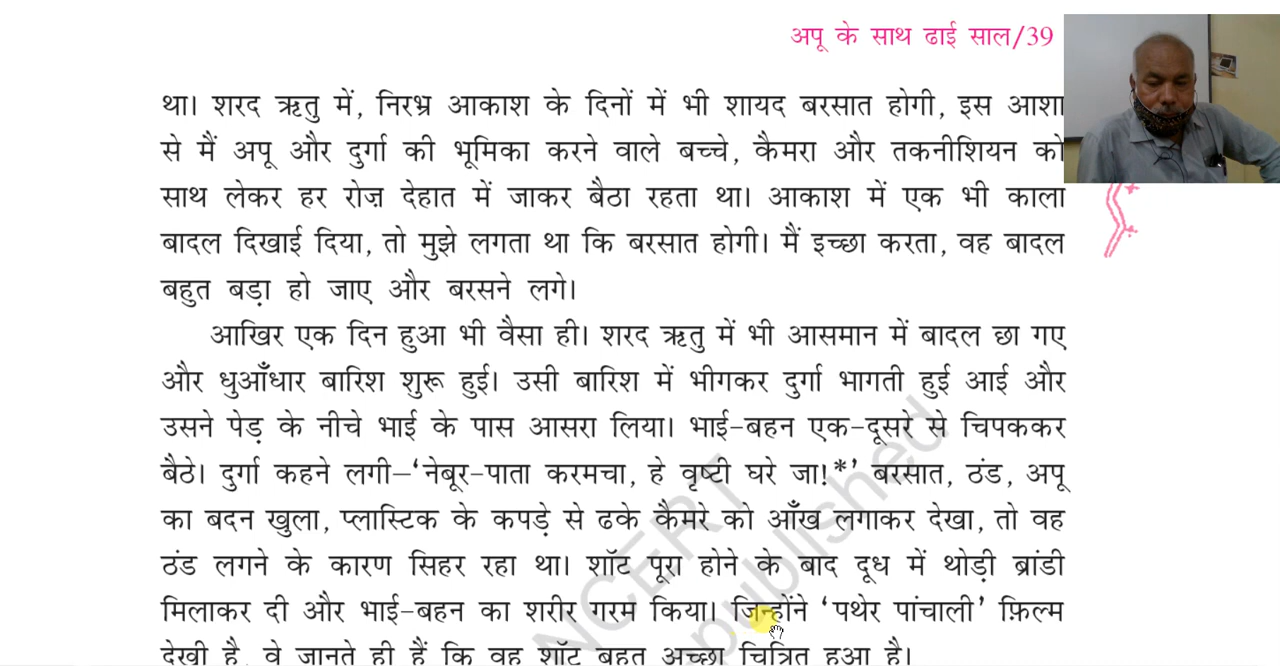 अपू के साथ ढाई साल/39
था। शरद ऋतु में, निरभ्र आकाश के दिनों में भी शायद बरसात होगी, इस आशा
से मैं अपू और दुर्गा की भूमिका करने वाले बच्चे, कैमरा और तकनीशियन को
साथ लेकर हर रोज़ देहात में जाकर बैठा रहता था। आकाश में एक भी काला
बादल दिखाई दिया, तो मुझे लगता था कि बरसात होगी। मैं इच्छा करता, वह बादल
बहुत बड़ा हो जाए और बरसने लगे।
आखिर एक दिन हुआ भी वैसा ही। शरद ऋतु में भी आसमान में बादल छा गए
और धुआँधार बारिश शुरू हुई। उसी बारिश में भीगकर दुर्गा भागती हुई आई और
उसने पेड़ के नीचे भाई के पास आसरा लिया। भाई-बहन एक-दूसरे से चिपककर
बैठे। दुर्गा कहने लगी–‘नेबूर-पाता करमचा, हे वृष्टी घरे जा!*’ बरसात, ठंड, अपू
का बदन खुला, प्लास्टिक के कपड़े से ढके कैमरे को आँख लगाकर देखा, तो वह
ठंड लगने के कारण सिहर रहा था। शॉट पूरा होने के बाद दूध में थोड़ी ब्रांडी
मिलाकर दी और भाई-बहन का शरीर गरम किया। जिन्होंने ‘पथेर पांचाली’ फ़िल्म
देखी है, वे जानते ही हैं कि वह शॉट बहुत अच्छा चित्रित हुआ है।
NCERT
republished